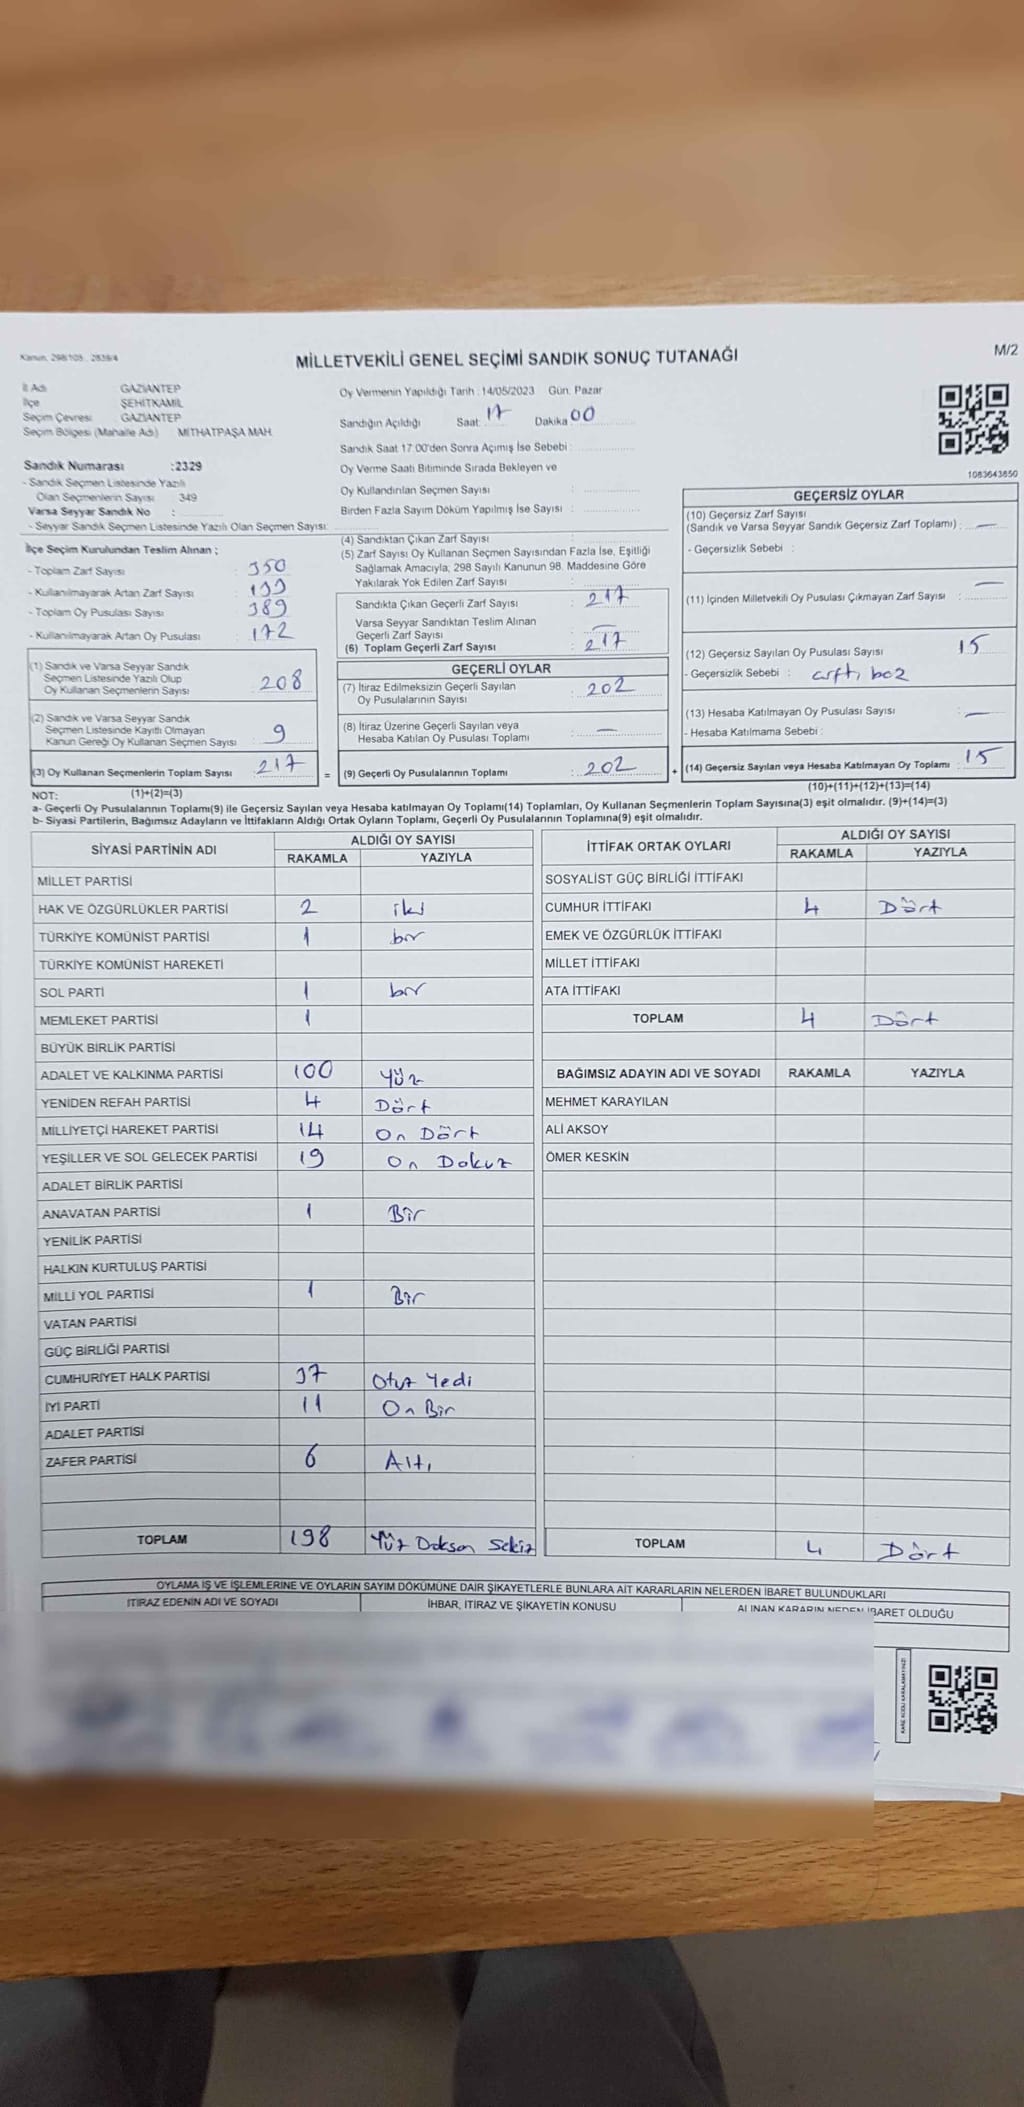 Kanun, 298/105, 2839/4
MİLLETVEKİLİ GENEL SEÇİMİ SANDIK SONUÇ TUTANAĞI
M/2
İl Adı GAZİANTEP
İlçe ŞEHİTKAMİL
Seçim Çevresi GAZİANTEP
Seçim Bölgesi (Mahalle Adı) MİTHATPAŞA MAH.
Sandık Numarası :2329
- Sandık Seçmen Listesinde Yazılı
Olan Seçmenlerin Sayısı 349
Varsa Seyyar Sandık No :
- Seyyar Sandık Seçmen Listesinde Yazılı Olan Seçmen Sayısı:
Oy Vermenin Yapıldığı Tarih : 14/05/2023 Gün: Pazar
Sandığın Açıldığı Saat: 17 Dakika 00
Sandık Saat 17:00'den Sonra Açımış İse Sebebi :
Oy Verme Saati Bitiminde Sırada Bekleyen ve
Oy Kullandırılan Seçmen Sayısı :
Birden Fazla Sayım Döküm Yapılmış İse Sayısı :
1083643850
İlçe Seçim Kurulundan Teslim Alınan ;
- Toplam Zarf Sayısı : 350
- Kullanılmayarak Artan Zarf Sayısı : 133
- Toplam Oy Pusulası Sayısı : 389
- Kullanılmayarak Artan Oy Pusulası : 172
(1) Sandık ve Varsa Seyyar Sandık
Seçmen Listesinde Yazılı Olup
Oy Kullanan Seçmenlerin Sayısı : 208
(2) Sandık ve Varsa Seyyar Sandık
Seçmen Listesinde Kayıtlı Olmayan
Kanun Gereği Oy Kullanan Seçmen Sayısı : 9
(3) Oy Kullanan Seçmenlerin Toplam Sayısı : 217
(4) Sandıktan Çıkan Zarf Sayısı :
(5) Zarf Sayısı Oy Kullanan Seçmen Sayısından Fazla İse, Eşitliği
Sağlamak Amacıyla; 298 Sayılı Kanunun 98. Maddesine Göre
Yakılarak Yok Edilen Zarf Sayısı :
Sandıkta Çıkan Geçerli Zarf Sayısı : 217
Varsa Seyyar Sandıktan Teslim Alınan
Geçerli Zarf Sayısı : —
(6) Toplam Geçerli Zarf Sayısı : 217
GEÇERLİ OYLAR
(7) İtiraz Edilmeksizin Geçerli Sayılan
Oy Pusulalarının Sayısı : 202
(8) İtiraz Üzerine Geçerli Sayılan veya
Hesaba Katılan Oy Pusulası Toplamı : —
= (9) Geçerli Oy Pusulalarının Toplamı : 202
GEÇERSİZ OYLAR
(10) Geçersiz Zarf Sayısı
(Sandık ve Varsa Seyyar Sandık Geçersiz Zarf Toplamı) : —
- Geçersizlik Sebebi :
(11) İçinden Milletvekili Oy Pusulası Çıkmayan Zarf Sayısı : —
(12) Geçersiz Sayılan Oy Pusulası Sayısı : 15
- Geçersizlik Sebebi :
(13) Hesaba Katılmayan Oy Pusulası Sayısı : —
- Hesaba Katılmama Sebebi :
+ (14) Geçersiz Sayılan veya Hesaba Katılmayan Oy Toplamı : 15
NOT: (1)+(2)=(3)
(10)+(11)+(12)+(13)=(14)
a- Geçerli Oy Pusulalarının Toplamı(9) ile Geçersiz Sayılan veya Hesaba katılmayan Oy Toplamı(14) Toplamları, Oy Kullanan Seçmenlerin Toplam Sayısına(3) eşit olmalıdır. (9)+(14)=(3)
b- Siyasi Partilerin, Bağımsız Adayların ve İttifakların Aldığı Ortak Oyların Toplamı, Geçerli Oy Pusulalarının Toplamına(9) eşit olmalıdır.
SİYASİ PARTİNİN ADI ALDIĞI OY SAYISI
RAKAMLA YAZIYLA
MİLLET PARTİSİ
HAK VE ÖZGÜRLÜKLER PARTİSİ 2 iki
TÜRKİYE KOMÜNİST PARTİSİ 1 bir
TÜRKİYE KOMÜNİST HAREKETİ
SOL PARTİ 1 bir
MEMLEKET PARTİSİ 1
BÜYÜK BİRLİK PARTİSİ
ADALET VE KALKINMA PARTİSİ 100 Yüz
YENİDEN REFAH PARTİSİ 4 Dört
MİLLİYETÇİ HAREKET PARTİSİ 14 On Dört
YEŞİLLER VE SOL GELECEK PARTİSİ 19 On Dokuz
ADALET BİRLİK PARTİSİ
ANAVATAN PARTİSİ 1 Bir
YENİLİK PARTİSİ
HALKIN KURTULUŞ PARTİSİ
MİLLİ YOL PARTİSİ 1 Bir
VATAN PARTİSİ
GÜÇ BİRLİĞİ PARTİSİ
CUMHURİYET HALK PARTİSİ 37 Otuz Yedi
İYİ PARTİ 11 On Bir
ADALET PARTİSİ
ZAFER PARTİSİ 6 Altı
TOPLAM 198 Yüz Doksan Sekiz
İTTİFAK ORTAK OYLARI ALDIĞI OY SAYISI
RAKAMLA YAZIYLA
SOSYALİST GÜÇ BİRLİĞİ İTTİFAKI
CUMHUR İTTİFAKI 4 Dört
EMEK VE ÖZGÜRLÜK İTTİFAKI
MİLLET İTTİFAKI
ATA İTTİFAKI
TOPLAM 4 Dört
BAĞIMSIZ ADAYIN ADI VE SOYADI RAKAMLA YAZIYLA
MEHMET KARAYILAN
ALİ AKSOY
ÖMER KESKİN
TOPLAM 4 Dört
OYLAMA İŞ VE İŞLEMLERİNE VE OYLARIN SAYIM DÖKÜMÜNE DAİR ŞİKAYETLERLE BUNLARA AİT KARARLARIN NELERDEN İBARET BULUNDUKLARI
İTİRAZ EDENİN ADI VE SOYADI İHBAR, İTİRAZ VE ŞİKAYETİN KONUSU ALINAN KARARIN NEDEN İBARET OLDUĞU
KARE KODU KARALAMAYINIZ!